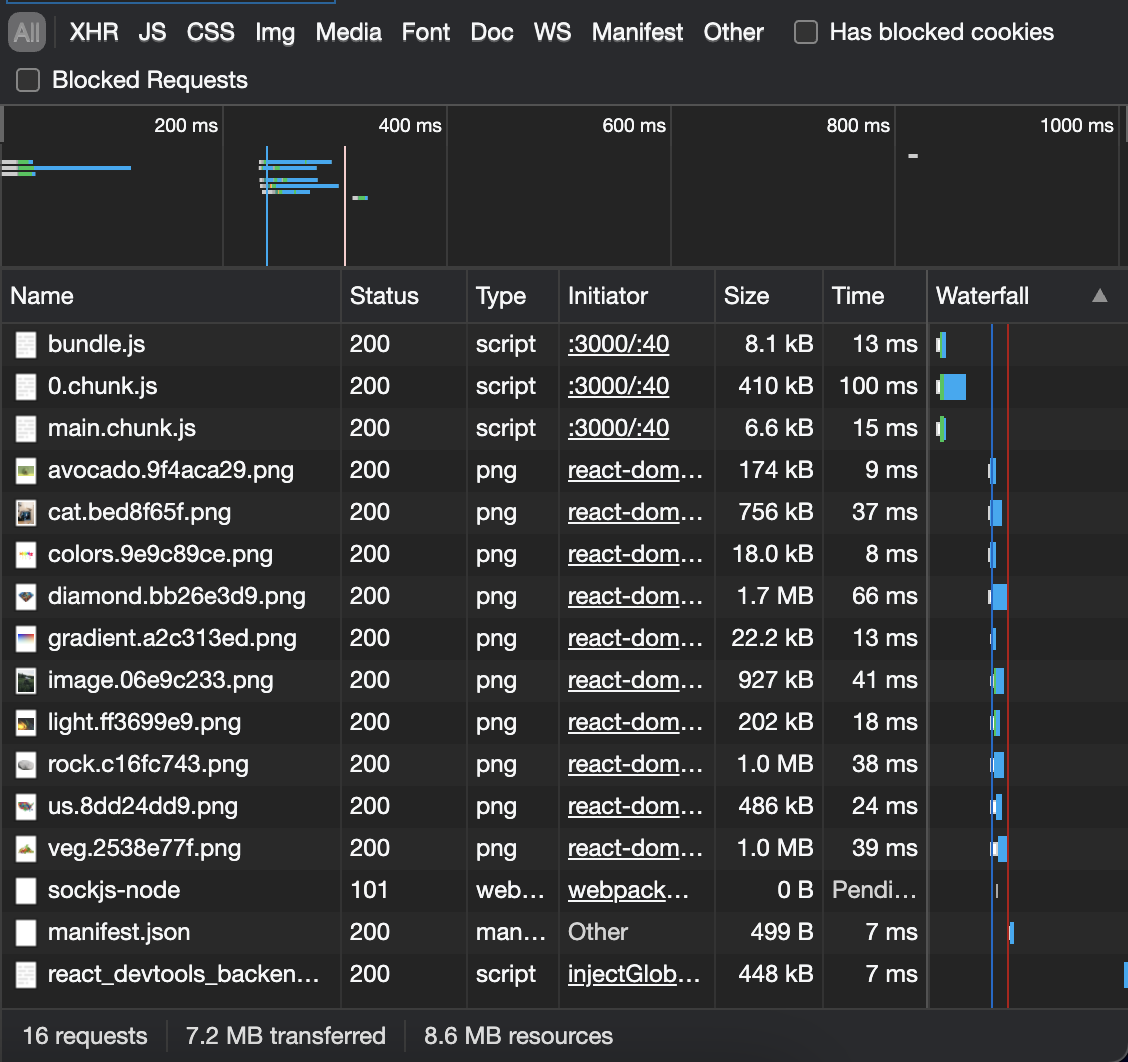 All XHR JS CSS Img Media Font Doc WS Manifest Other Has blocked cookies
Blocked Requests
200 ms 400 ms 600 ms 800 ms 1000 ms
Name Status Type Initiator Size Time Waterfall
bundle.js 200 script :3000/:40 8.1 kB 13 ms
0.chunk.js 200 script :3000/:40 410 kB 100 ms
main.chunk.js 200 script :3000/:40 6.6 kB 15 ms
avocado.9f4aca29.png 200 png react-dom… 174 kB 9 ms
cat.bed8f65f.png 200 png react-dom… 756 kB 37 ms
colors.9e9c89ce.png 200 png react-dom… 18.0 kB 8 ms
diamond.bb26e3d9.png 200 png react-dom… 1.7 MB 66 ms
gradient.a2c313ed.png 200 png react-dom… 22.2 kB 13 ms
image.06e9c233.png 200 png react-dom… 927 kB 41 ms
light.ff3699e9.png 200 png react-dom… 202 kB 18 ms
rock.c16fc743.png 200 png react-dom… 1.0 MB 38 ms
us.8dd24dd9.png 200 png react-dom… 486 kB 24 ms
veg.2538e77f.png 200 png react-dom… 1.0 MB 39 ms
sockjs-node 101 web… webpack… 0 B Pendi…
manifest.json 200 man… Other 499 B 7 ms
react_devtools_backen… 200 script injectGlob… 448 kB 7 ms
16 requests 7.2 MB transferred 8.6 MB resources